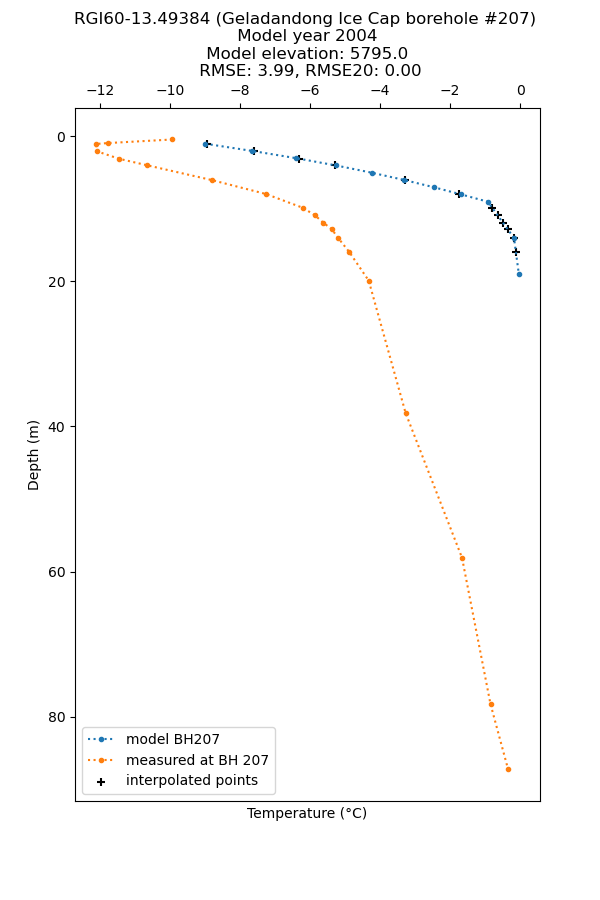 RGI60-13.49384 (Geladandong Ice Cap borehole #207)
Model year 2004
Model elevation: 5795.0
RMSE: 3.99, RMSE20: 0.00
−12 −10 −8 −6 −4 −2 0
0
20
40
60
80
Depth (m)
model BH207
measured at BH 207
interpolated points
Temperature (°C)